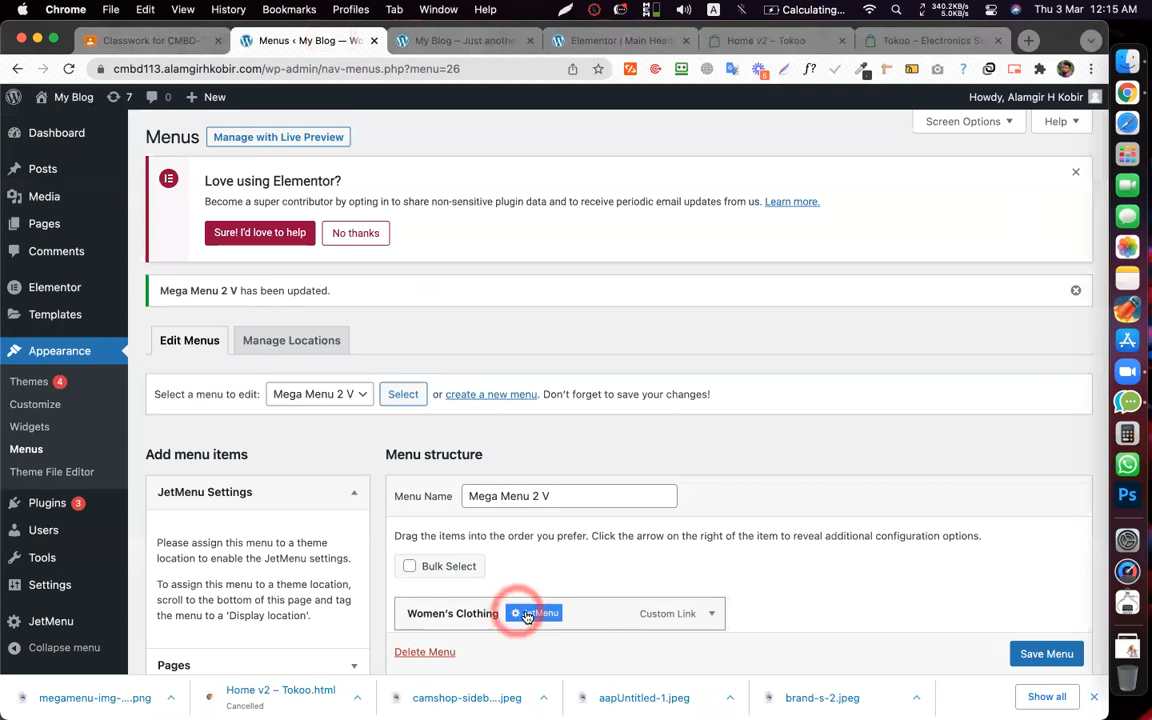 Chrome File Edit View History Bookmarks Profiles Tab Window Help A Calculating... Thu 3 Mar 12:15 AM
340.2KB/s
5.0KB/s
Classwork for CMBD- Menus ‹ My Blog — Wo My Blog – Just anothe Elementor | Main Hea Home v2 – Tokoo Tokoo – Electronics Sh
cmbd113.alamgirhkobir.com/wp-admin/nav-menus.php?menu=26
My Blog 7 0 New Howdy, Alamgir H Kobir
Screen Options Help
Menus Manage with Live Preview
Dashboard
Posts
Media
Pages
Comments
Elementor
Templates
Appearance
Themes 4
Customize
Widgets
Menus
Theme File Editor
Plugins 3
Users
Tools
Settings
JetMenu
Collapse menu
Love using Elementor?
Become a super contributor by opting in to share non-sensitive plugin data and to receive periodic email updates from us. Learn more.
Sure! I'd love to help No thanks
Mega Menu 2 V has been updated.
Edit Menus Manage Locations
Select a menu to edit: Mega Menu 2 V Select or create a new menu. Don't forget to save your changes!
Add menu items
JetMenu Settings
Please assign this menu to a theme
location to enable the JetMenu settings.
To assign this menu to a theme location,
scroll to the bottom of this page and tag
the menu to a 'Display location'.
Pages
Menu structure
Menu Name Mega Menu 2 V
Drag the items into the order you prefer. Click the arrow on the right of the item to reveal additional configuration options.
Bulk Select
Women's Clothing JetMenu Custom Link
Delete Menu Save Menu
megamenu-img-....png Home v2 – Tokoo.html camshop-sideb....jpeg aapUntitled-1.jpeg brand-s-2.jpeg Show all
Cancelled